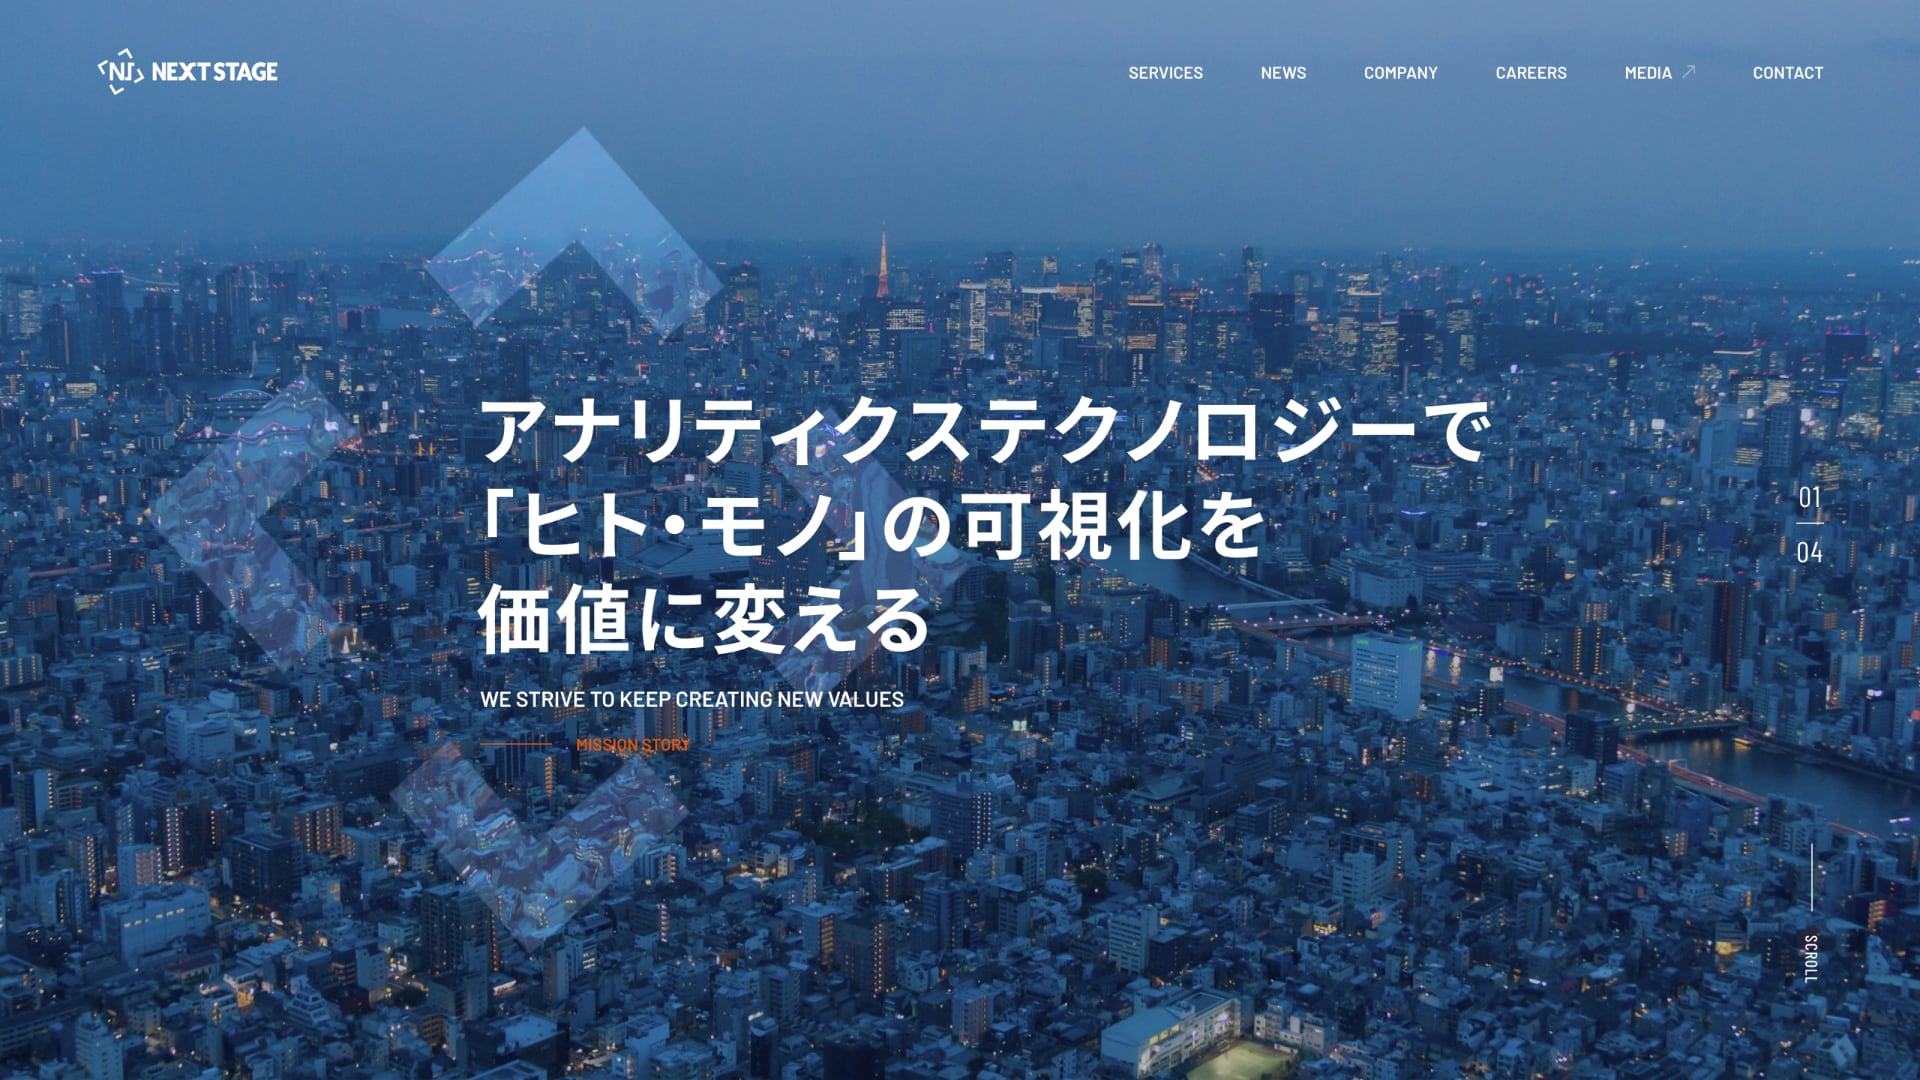 NEXT STAGE
SERVICES
NEWS
COMPANY
CAREERS
MEDIA
CONTACT
アナリティクステクノロジーで
「ヒト・モノ」の可視化を
価値に変える
WE STRIVE TO KEEP CREATING NEW VALUES
MISSION STORY
01
04
SCROLL